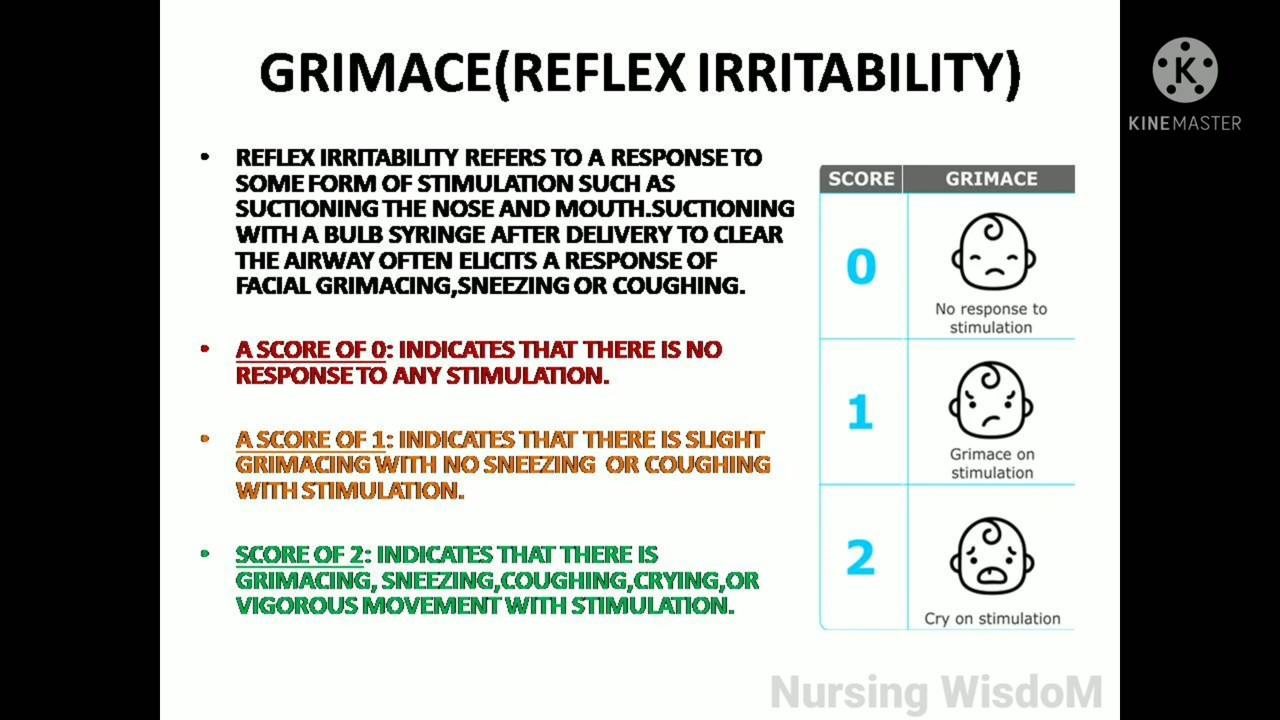 GRIMACE(REFLEX IRRITABILITY)
K
KINEMASTER
• REFLEX IRRITABILITY REFERS TO A RESPONSE TO
SOME FORM OF STIMULATION SUCH AS
SUCTIONING THE NOSE AND MOUTH.SUCTIONING
WITH A BULB SYRINGE AFTER DELIVERY TO CLEAR
THE AIRWAY OFTEN ELICITS A RESPONSE OF
FACIAL GRIMACING,SNEEZING OR COUGHING.
• A SCORE OF 0: INDICATES THAT THERE IS NO
RESPONSE TO ANY STIMULATION.
• A SCORE OF 1: INDICATES THAT THERE IS SLIGHT
GRIMACING WITH NO SNEEZING OR COUGHING
WITH STIMULATION.
• SCORE OF 2: INDICATES THAT THERE IS
GRIMACING, SNEEZING,COUGHING,CRYING,OR
VIGOROUS MOVEMENT WITH STIMULATION.
SCORE GRIMACE
0
No response to
stimulation
1
Grimace on
stimulation
2
Cry on stimulation
Nursing WisdoM